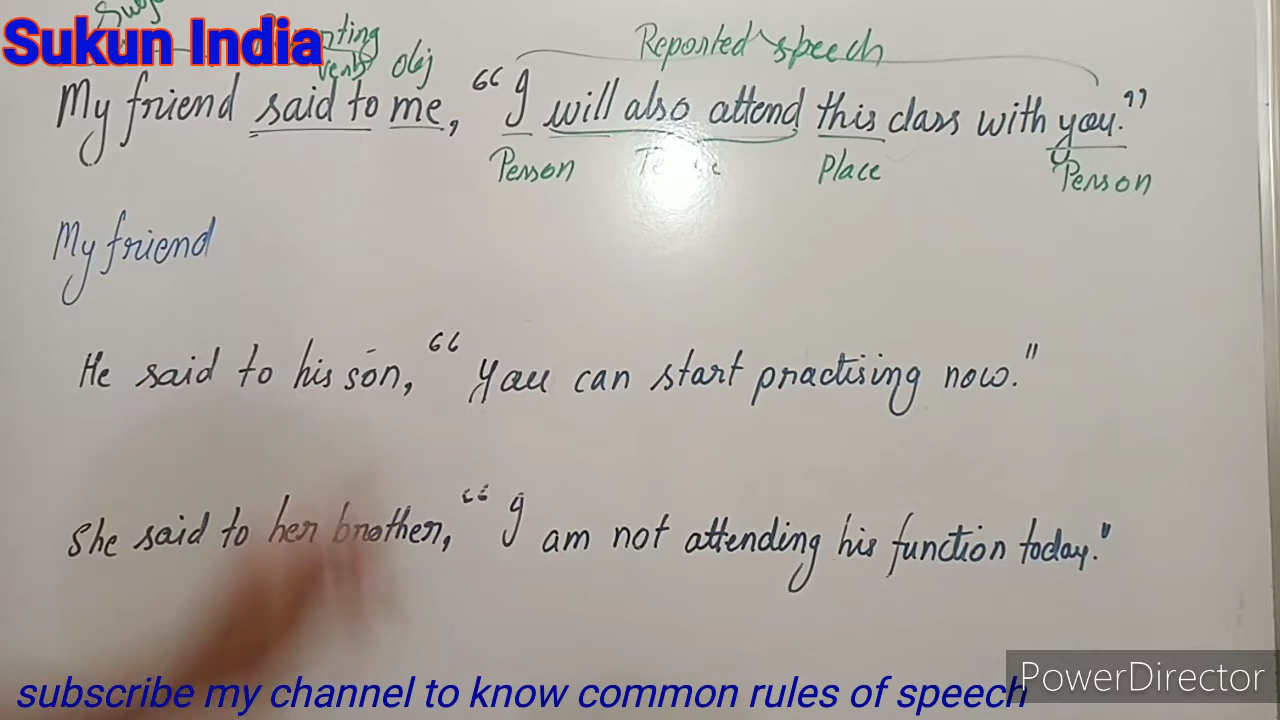 Sukun India
verb obj Reported speech
My friend said to me, “I will also attend this class with you.”
Person Place Person
My friend
He said to his son, “you can start practising now."
She said to her brother, “I am not attending his function today."
PowerDirector
subscribe my channel to know common rules of speech